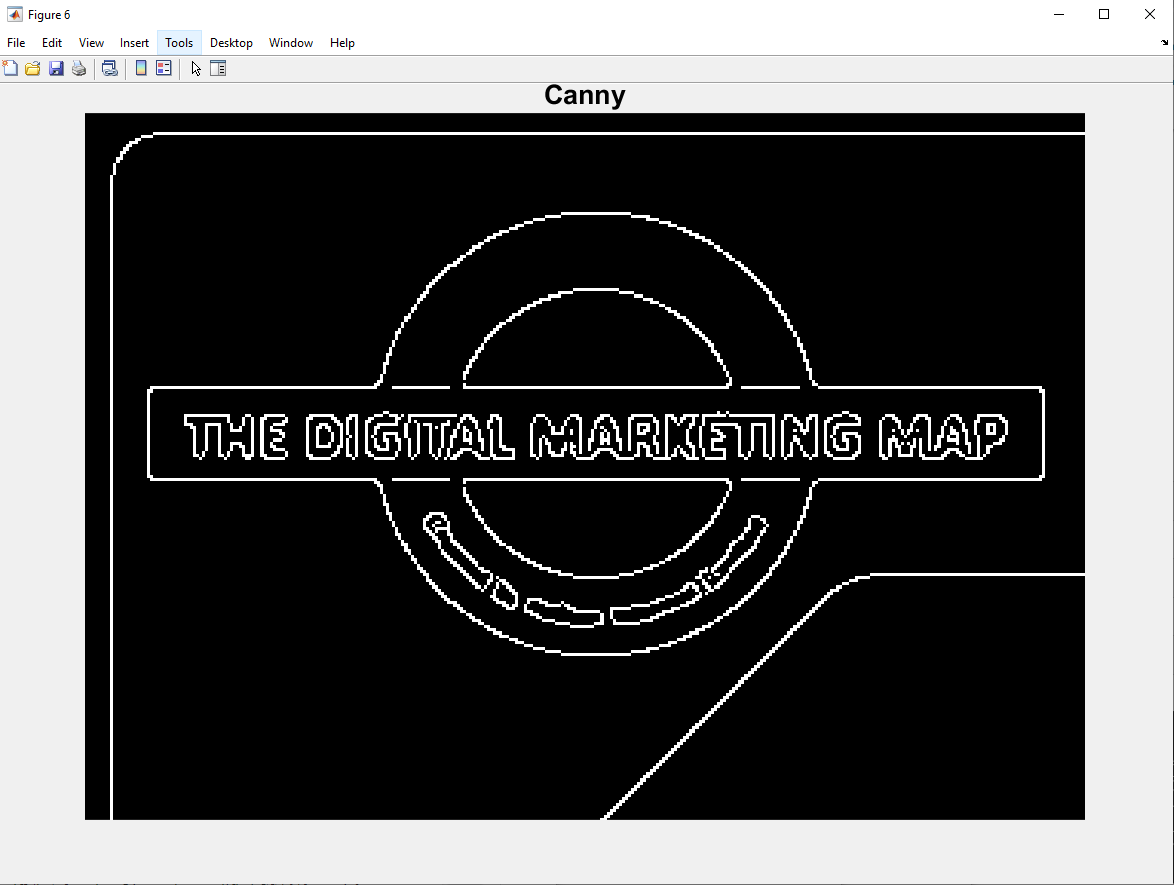 Figure 6
File Edit View Insert Tools Desktop Window Help
Canny
THE DIGITAL MARKETING MAP